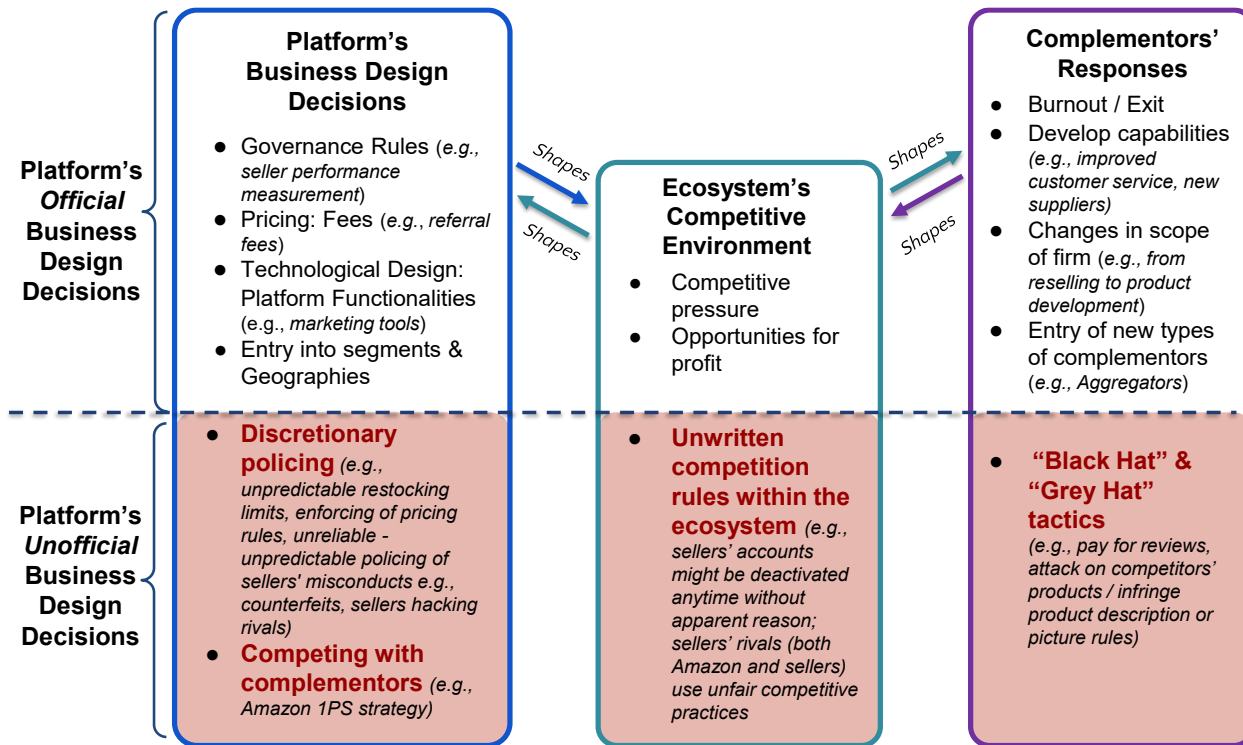 Platform's
Official
Business
Design
Decisions
Platform's
Unofficial
Business
Design
Decisions
Platform's
Business Design
Decisions
● Governance Rules (e.g.,
seller performance
measurement)
● Pricing: Fees (e.g., referral
fees)
● Technological Design:
Platform Functionalities
(e.g., marketing tools)
● Entry into segments &
Geographies
● Discretionary
policing (e.g.,
unpredictable restocking
limits, enforcing of pricing
rules, unreliable -
unpredictable policing of
sellers' misconducts e.g.,
counterfeits, sellers hacking
rivals)
● Competing with
complementors (e.g.,
Amazon 1PS strategy)
Shapes
Shapes
Ecosystem's
Competitive
Environment
● Competitive
pressure
● Opportunities for
profit
● Unwritten
competition
rules within the
ecosystem (e.g.,
sellers' accounts
might be deactivated
anytime without
apparent reason;
sellers' rivals (both
Amazon and sellers)
use unfair competitive
practices
Shapes
Shapes
Complementors'
Responses
● Burnout / Exit
● Develop capabilities
(e.g., improved
customer service, new
suppliers)
● Changes in scope
of firm (e.g., from
reselling to product
development)
● Entry of new types
of complementors
(e.g., Aggregators)
● “Black Hat” &
“Grey Hat”
tactics
(e.g., pay for reviews,
attack on competitors'
products / infringe
product description or
picture rules)